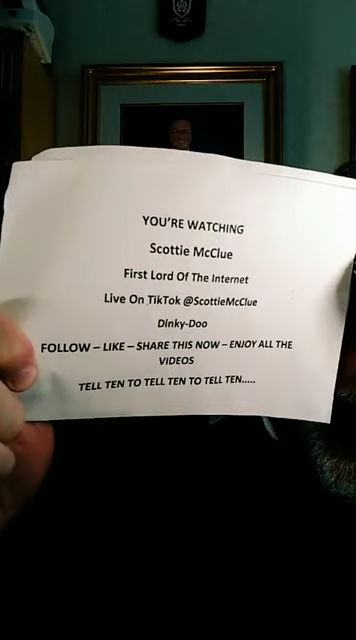 YOU'RE WATCHING
Scottie McClue
First Lord Of The Internet
Live On TikTok @ScottieMcClue
Dinky-Doo
FOLLOW – LIKE – SHARE THIS NOW – ENJOY ALL THE
VIDEOS
TELL TEN TO TELL TEN TO TELL TEN.....